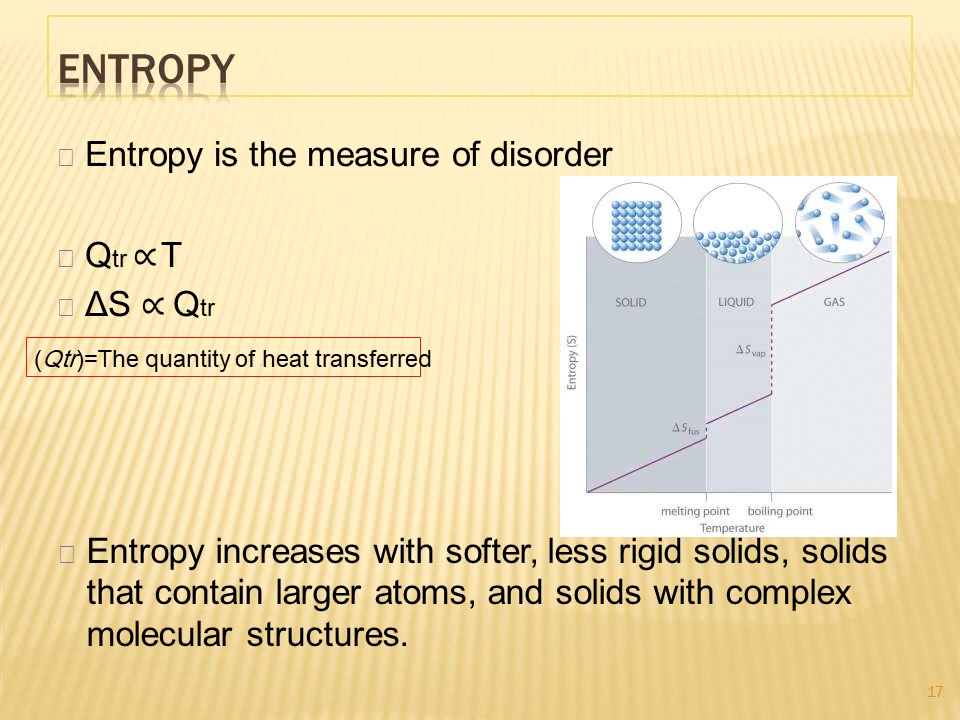 ENTROPY
Entropy is the measure of disorder
Qtr ∝ T
ΔS ∝ Qtr
(Qtr)=The quantity of heat transferred
SOLID LIQUID GAS
Entropy (S)
ΔSvap
ΔSfus
melting point boiling point
Temperature
Entropy increases with softer, less rigid solids, solids
that contain larger atoms, and solids with complex
molecular structures.
17